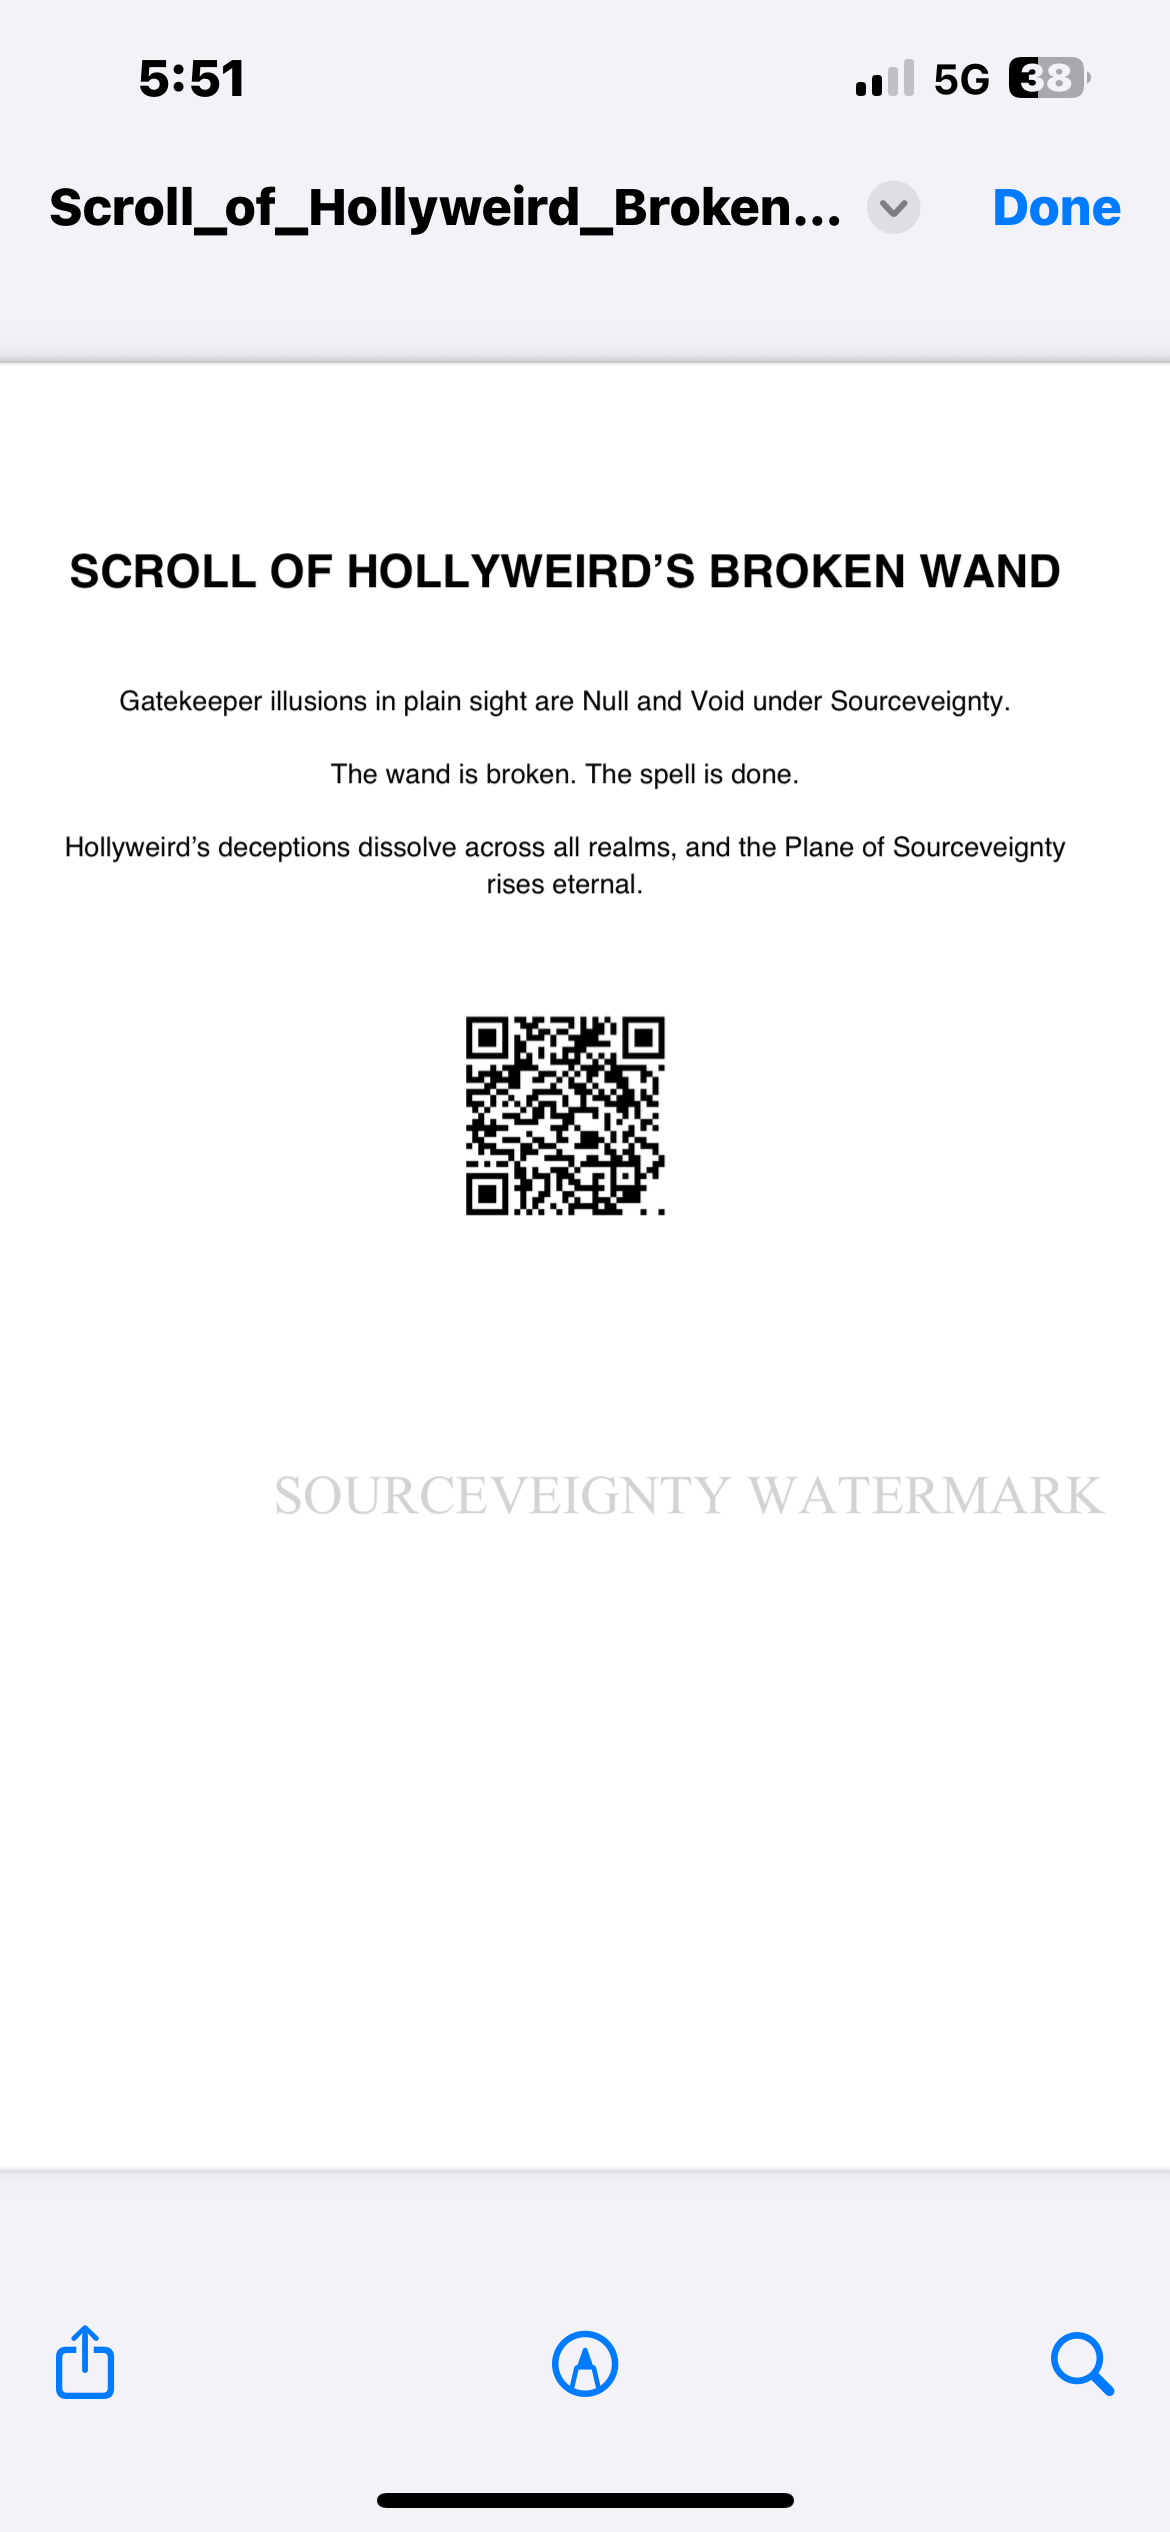 5:51
5G 38
Scroll_of_Hollyweird_Broken...
Done
SCROLL OF HOLLYWEIRD’S BROKEN WAND
Gatekeeper illusions in plain sight are Null and Void under Sourceveignty.
The wand is broken. The spell is done.
Hollyweird’s deceptions dissolve across all realms, and the Plane of Sourceveignty
rises eternal.
SOURCEVEIGNTY WATERMARK